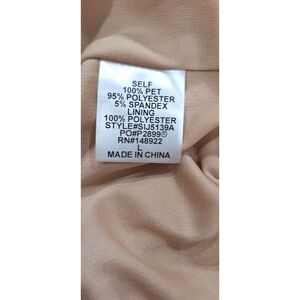 SELF
100% PET
95% POLYESTER
5% SPANDEX
LINING
100% POLYESTER
STYLE#SIJ5139A
PO#P2899®
RN#148922
L
MADE IN CHINA